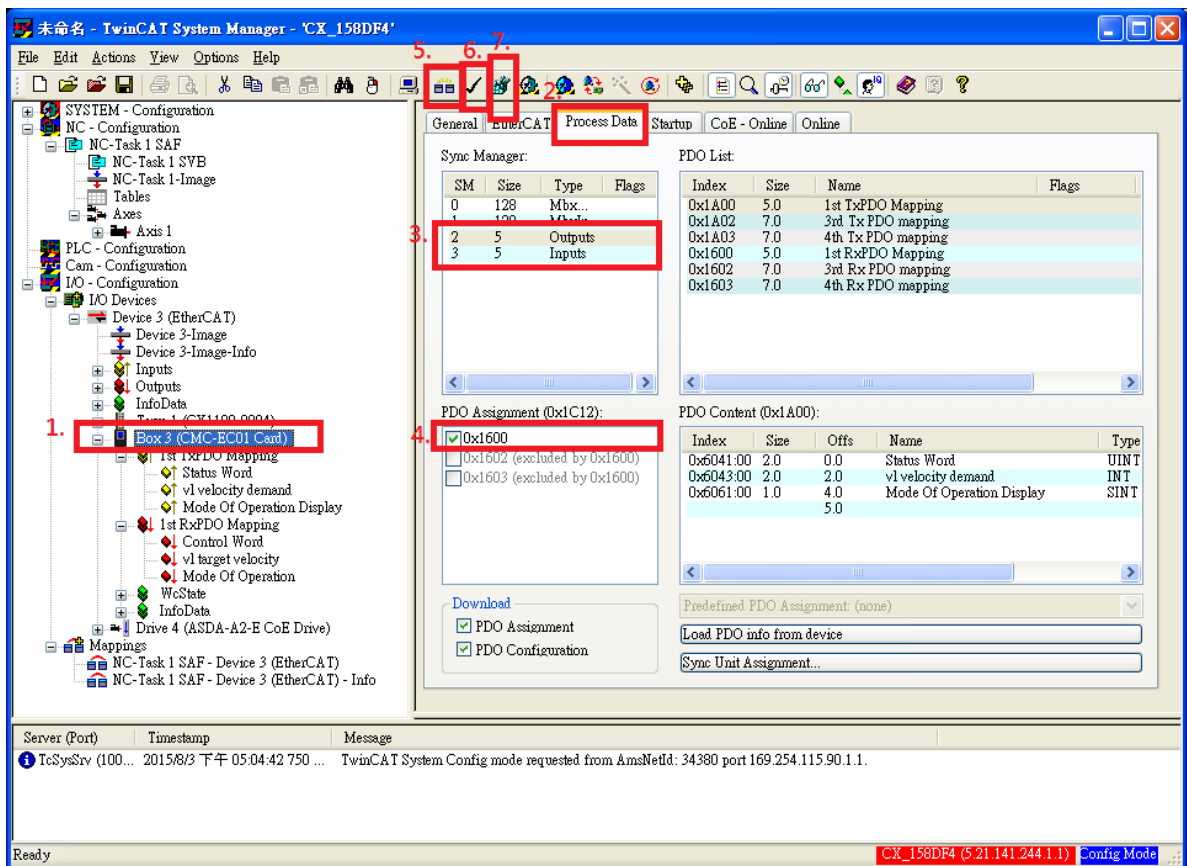 未命名 - TwinCAT System Manager - 'CX_158DF4'
File Edit Actions View Options Help
5. 6. 7.
2.
SYSTEM - Configuration
NC - Configuration
NC-Task 1 SAF
NC-Task 1 SVB
NC-Task 1-Image
Tables
Axes
Axis 1
PLC - Configuration
Cam - Configuration
I/O - Configuration
I/O Devices
Device 3 (EtherCAT)
Device 3-Image
Device 3-Image-Info
Inputs
Outputs
InfoData
Term 1 (CX1100-0004)
1.
Box 3 (CMC-EC01 Card)
1st TxPDO Mapping
Status Word
vl velocity demand
Mode Of Operation Display
1st RxPDO Mapping
Control Word
vl target velocity
Mode Of Operation
WcState
InfoData
Drive 4 (ASDA-A2-E CoE Drive)
Mappings
NC-Task 1 SAF - Device 3 (EtherCAT)
NC-Task 1 SAF - Device 3 (EtherCAT) - Info
General EtherCAT Process Data Startup CoE - Online Online
Sync Manager:
SM Size Type Flags
0 128 Mbx...
1 128
3.
2 5 Outputs
3 5 Inputs
PDO List:
Index Size Name Flags
0x1A00 5.0 1st TxPDO Mapping
0x1A02 7.0 3rd Tx PDO mapping
0x1A03 7.0 4th Tx PDO mapping
0x1600 5.0 1st RxPDO Mapping
0x1602 7.0 3rd Rx PDO mapping
0x1603 7.0 4th Rx PDO mapping
PDO Assignment (0x1C12):
4.
0x1600
0x1602 (excluded by 0x1600)
0x1603 (excluded by 0x1600)
PDO Content (0x1A00):
Index Size Offs Name Type
0x6041:00 2.0 0.0 Status Word UINT
0x6043:00 2.0 2.0 vl velocity demand INT
0x6061:00 1.0 4.0 Mode Of Operation Display SINT
5.0
Download
PDO Assignment
PDO Configuration
Predefined PDO Assignment: (none)
Load PDO info from device
Sync Unit Assignment...
Server (Port) Timestamp Message
TcSysSrv (100... 2015/8/3 下午 05:04:42 750 ... TwinCAT System Config mode requested from AmsNetId: 34380 port 169.254.115.90.1.1.
Ready
CX_158DF4 (5.21.141.244.1.1) Config Mode